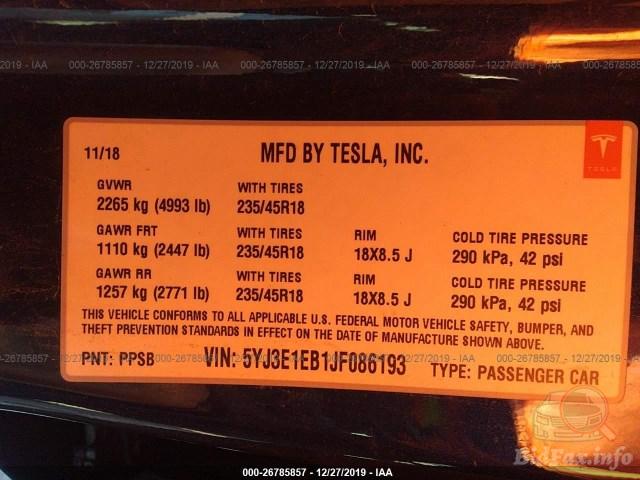 000-26785857 - 12/27/2019 - IAA 000-26785857 - 12/27/2019 - IAA
11/18 MFD BY TESLA, INC.
TESLA
GVWR WITH TIRES
2265 kg (4993 lb) 235/45R18
GAWR FRT WITH TIRES RIM COLD TIRE PRESSURE
1110 kg (2447 lb) 235/45R18 18X8.5 J 290 kPa, 42 psi
GAWR RR WITH TIRES RIM COLD TIRE PRESSURE
1257 kg (2771 lb) 235/45R18 18X8.5 J 290 kPa, 42 psi
THIS VEHICLE CONFORMS TO ALL APPLICABLE U.S. FEDERAL MOTOR VEHICLE SAFETY, BUMPER, AND
THEFT PREVENTION STANDARDS IN EFFECT ON THE DATE OF MANUFACTURE SHOWN ABOVE.
PNT: PPSB VIN: 5YJ3E1EB1JF086193 TYPE: PASSENGER CAR
000-26785857 - 12/27/2019 - IAA 000-26785857 - 12/27/2019 - IAA
BidFax.info
000-26785857 - 12/27/2019 - IAA